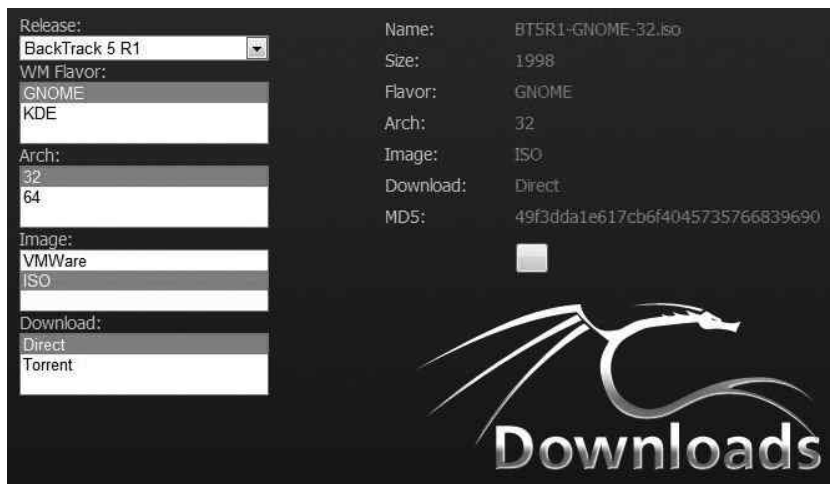 Release:
BackTrack 5 R1
WM Flavor:
GNOME
KDE
Arch:
32
64
Image:
VMWare
ISO
Download:
Direct
Torrent
Name: BT5R1-GNOME-32.iso
Size: 1998
Flavor: GNOME
Arch: 32
Image: ISO
Download: Direct
MD5: 49f3dda1e617cb6f4045735766839690
Downloads